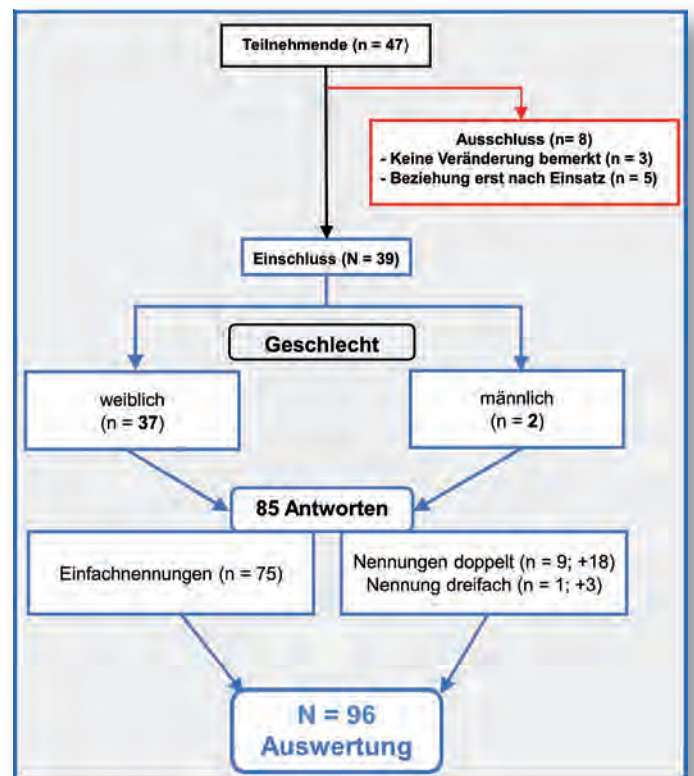 Teilnehmende (n = 47)
Ausschluss (n= 8)
- Keine Veränderung bemerkt (n = 3)
- Beziehung erst nach Einsatz (n = 5)
Einschluss (N = 39)
Geschlecht
weiblich
(n = 37)
männlich
(n = 2)
85 Antworten
Einfachnennungen (n = 75)
Nennungen doppelt (n = 9; +18)
Nennung dreifach (n = 1; +3)
N = 96
Auswertung